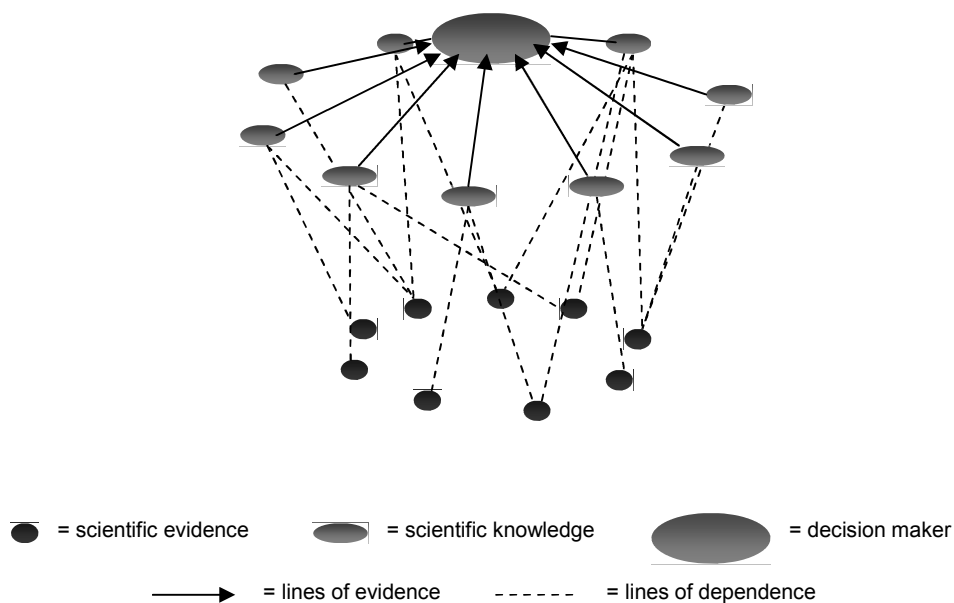 = scientific evidence = scientific knowledge = decision maker
= lines of evidence = lines of dependence